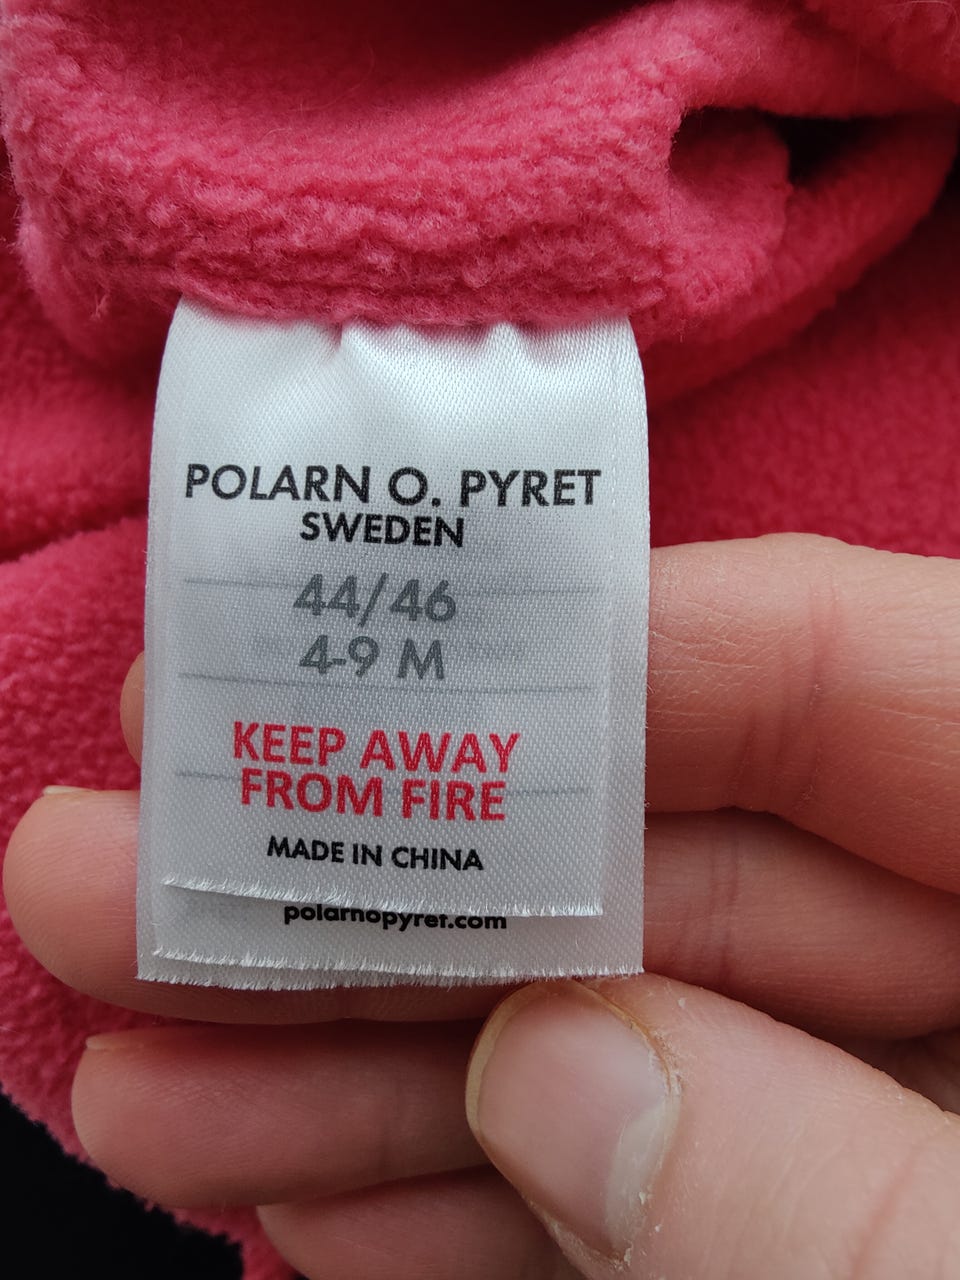 POLARN O. PYRET
SWEDEN
44/46
4-9 M
KEEP AWAY
FROM FIRE
MADE IN CHINA
polarnopyret.com